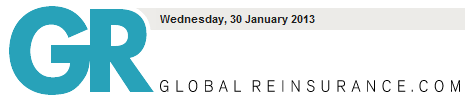 Wednesday, 30 January 2013
GR
GLOBAL REINSURANCE.COM